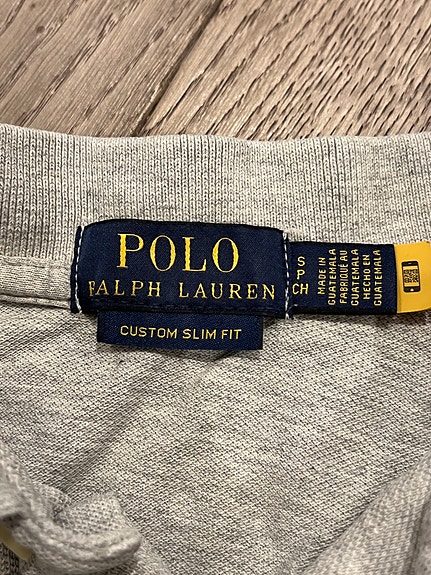 POLO
RALPH LAUREN
CUSTOM SLIM FIT
S
P
CH
MADE IN
GUATEMALA
FABRIQUÉ AU
GUATEMALA
HECHO EN
GUATEMALA